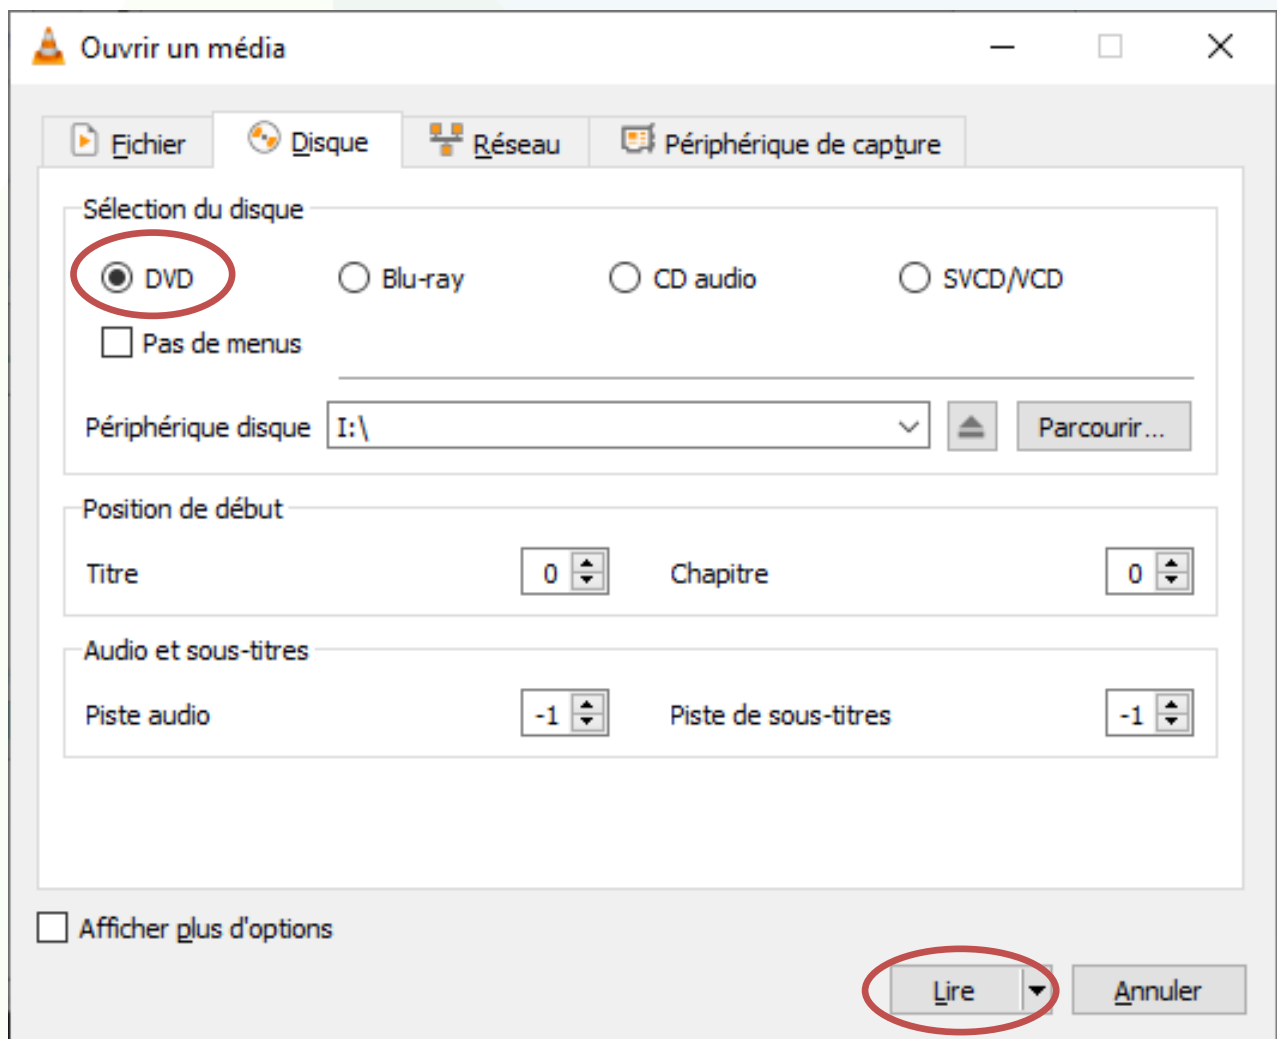 Ouvrir un média
Fichier Disque Réseau Périphérique de capture
Sélection du disque
DVD Blu-ray CD audio SVCD/VCD
Pas de menus
Périphérique disque I:\ Parcourir...
Position de début
Titre 0 Chapitre 0
Audio et sous-titres
Piste audio -1 Piste de sous-titres -1
Afficher plus d'options
Lire Annuler